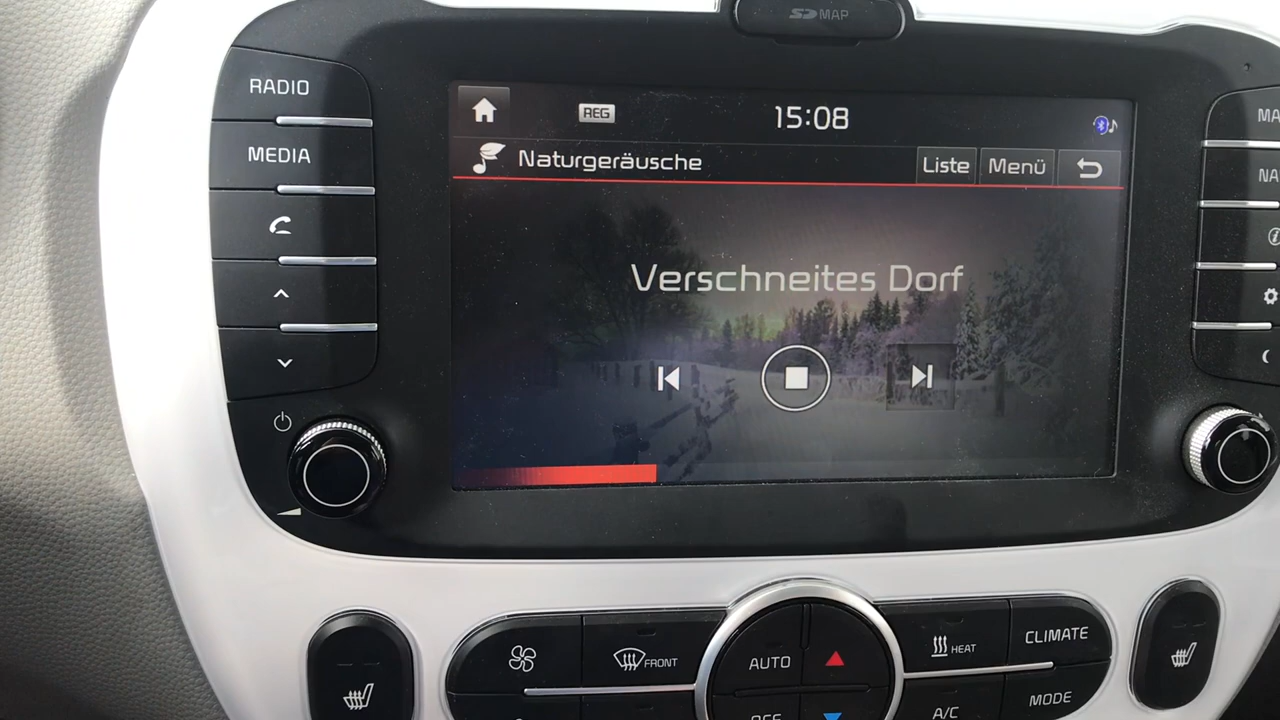 SD MAP
RADIO
MEDIA
REG
15:08
Naturgeräusche
Liste
Menü
Verschneites Dorf
FRONT
AUTO
HEAT
CLIMATE
MODE
A/C